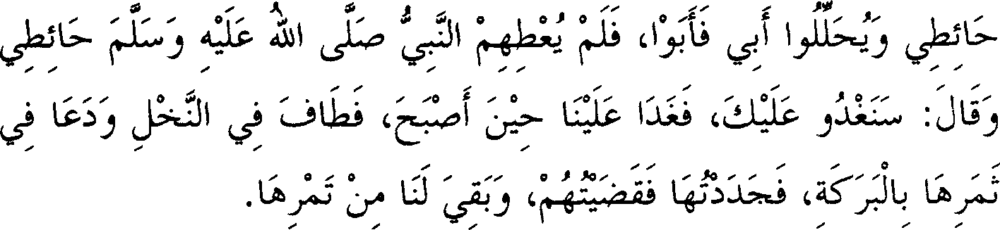 حَائِطِي وَيُحَلِّلُوا أَبِي فَأَبَوْا، فَلَمْ يُعْطِهِمْ النَّبِيُّ صَلَّى اللهُ عَلَيْهِ وَسَلَّمَ حَائِطِي
وَقَالَ: سَنَغْدُو عَلَيْكَ، فَغَدَا عَلَيْنَا حِيْنَ أَصْبَحَ، فَطَافَ فِي النَّخْلِ وَدَعَا فِي
ثَمَرِهَا بِالْبَرَكَةِ، فَجَدَدْتُهَا فَقَضَيْتُهُمْ، وَبَقِيَ لَنَا مِنْ تَمْرِهَا.